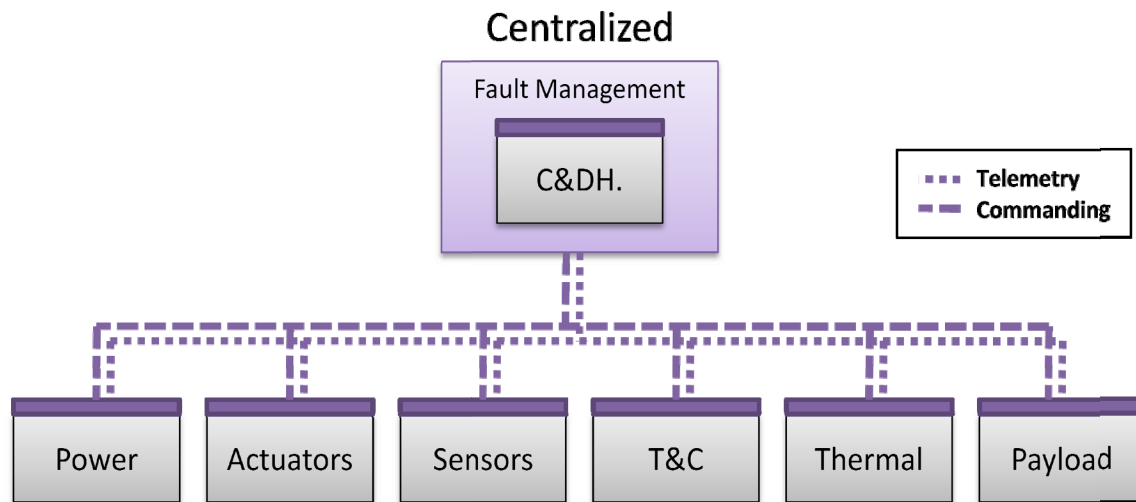 Centralized
Fault Management
C&DH.
Telemetry
Commanding
Power
Actuators
Sensors
T&C
Thermal
Payload